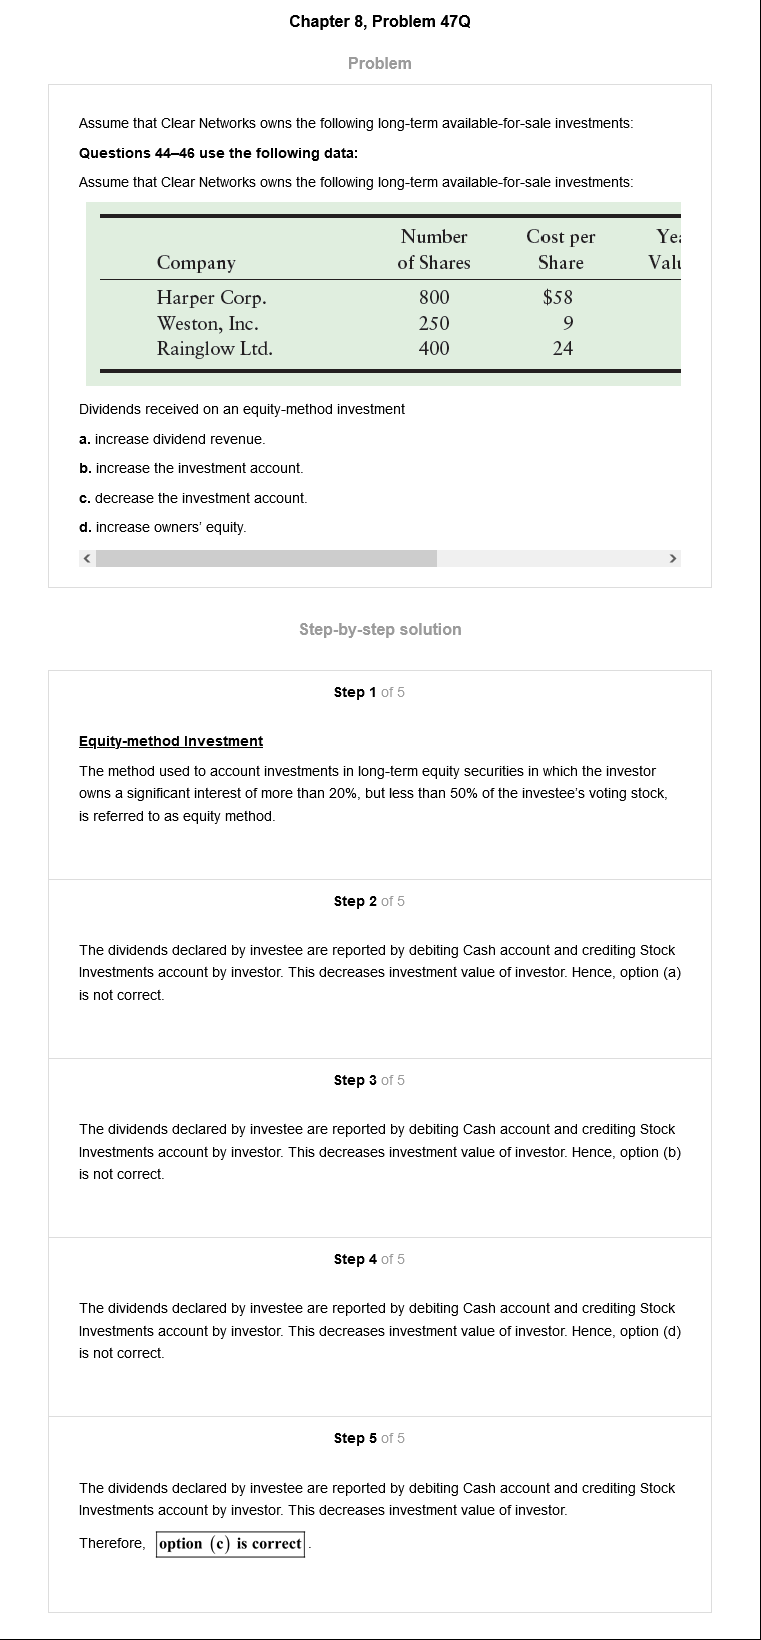 Chapter 8, Problem 47Q
Problem
Assume that Clear Networks owns the following long-term available-for-sale investments:
Questions 44–46 use the following data:
Assume that Clear Networks owns the following long-term available-for-sale investments:
Number Cost per
Company of Shares Share
Harper Corp. 800 $58
Weston, Inc. 250 9
Rainglow Ltd. 400 24
Dividends received on an equity-method investment
a. increase dividend revenue.
b. increase the investment account.
c. decrease the investment account.
d. increase owners’ equity.
Step-by-step solution
Step 1 of 5
Equity-method Investment
The method used to account investments in long-term equity securities in which the investor
owns a significant interest of more than 20%, but less than 50% of the investee’s voting stock,
is referred to as equity method.
Step 2 of 5
The dividends declared by investee are reported by debiting Cash account and crediting Stock
Investments account by investor. This decreases investment value of investor. Hence, option (a)
is not correct.
Step 3 of 5
The dividends declared by investee are reported by debiting Cash account and crediting Stock
Investments account by investor. This decreases investment value of investor. Hence, option (b)
is not correct.
Step 4 of 5
The dividends declared by investee are reported by debiting Cash account and crediting Stock
Investments account by investor. This decreases investment value of investor. Hence, option (d)
is not correct.
Step 5 of 5
The dividends declared by investee are reported by debiting Cash account and crediting Stock
Investments account by investor. This decreases investment value of investor.
Therefore, option (c) is correct.